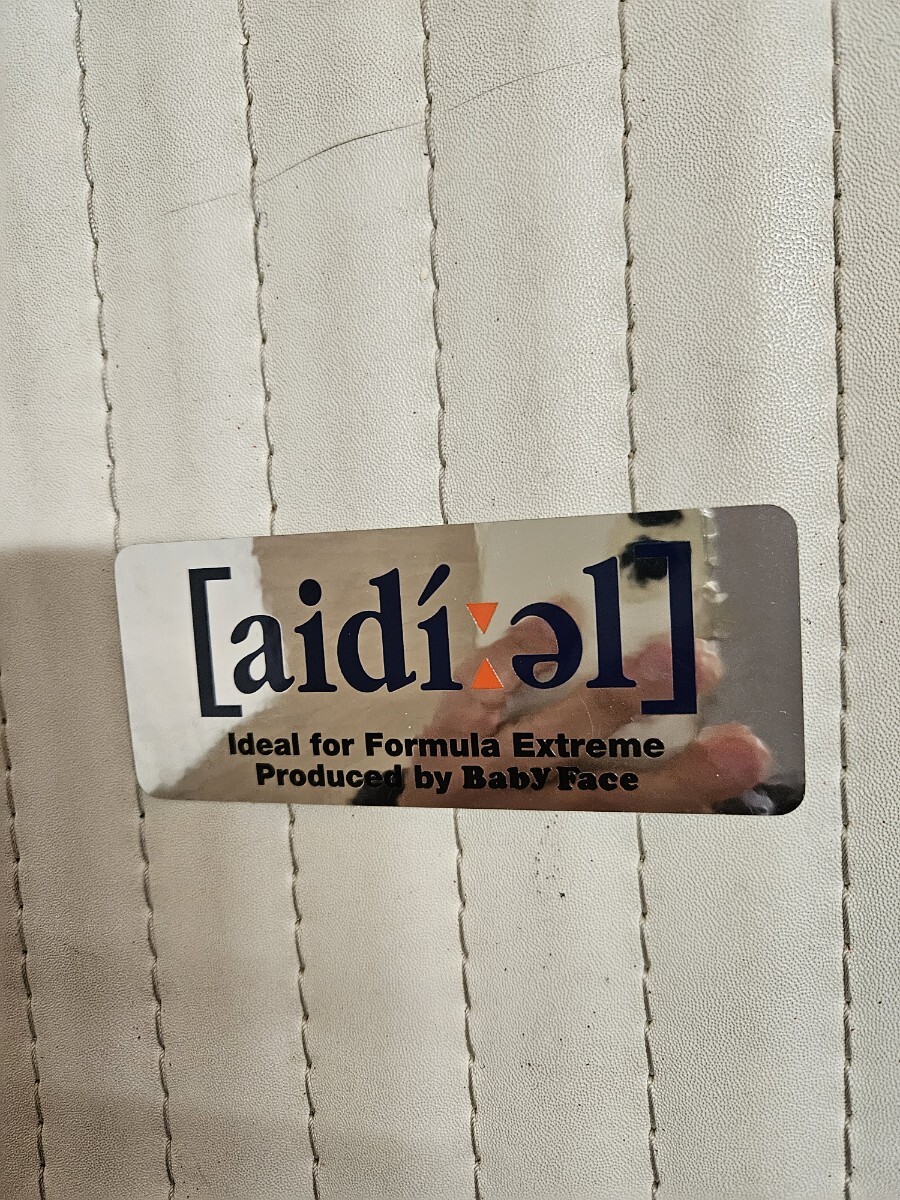 [aidí:əl]
Ideal for Formula Extreme
Produced by Baby Face